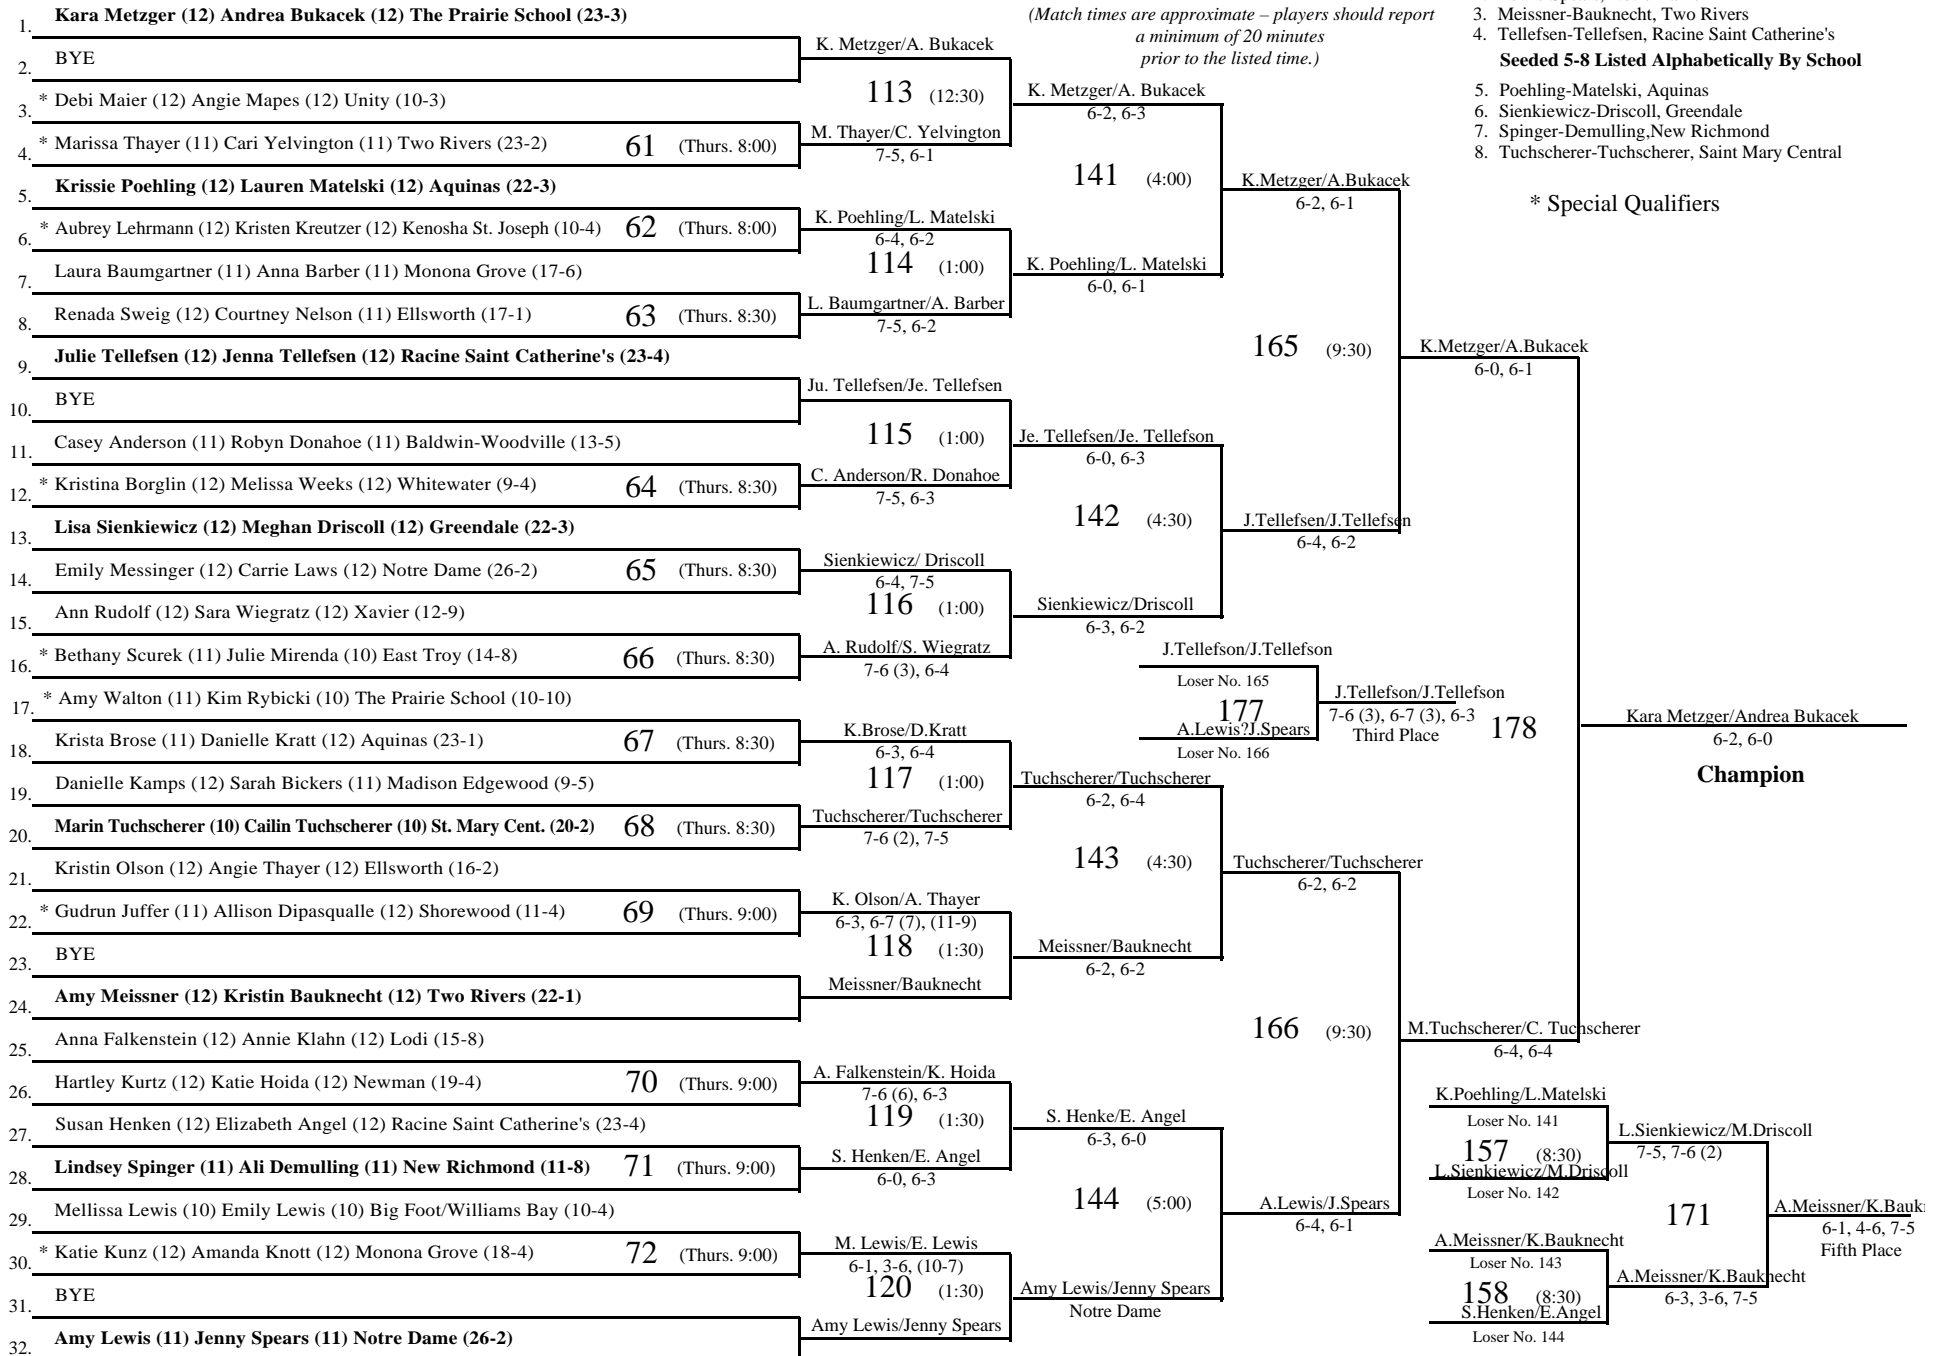 1. Kara Metzger (12) Andrea Bukacek (12) The Prairie School (23-3)
2. BYE
3. * Debi Maier (12) Angie Mapes (12) Unity (10-3)
4. * Marissa Thayer (11) Cari Yelvington (11) Two Rivers (23-2) 61 (Thurs. 8:00)
5. Krissie Poehling (12) Lauren Matelski (12) Aquinas (22-3)
6. * Aubrey Lehrmann (12) Kristen Kreutzer (12) Kenosha St. Joseph (10-4) 62 (Thurs. 8:00)
7. Laura Baumgartner (11) Anna Barber (11) Monona Grove (17-6)
8. Renada Sweig (12) Courtney Nelson (11) Ellsworth (17-1) 63 (Thurs. 8:30)
9. Julie Tellefsen (12) Jenna Tellefsen (12) Racine Saint Catherine's (23-4)
10. BYE
11. Casey Anderson (11) Robyn Donahoe (11) Baldwin-Woodville (13-5)
12. * Kristina Borglin (12) Melissa Weeks (12) Whitewater (9-4) 64 (Thurs. 8:30)
13. Lisa Sienkiewicz (12) Meghan Driscoll (12) Greendale (22-3)
14. Emily Messinger (12) Carrie Laws (12) Notre Dame (26-2) 65 (Thurs. 8:30)
15. Ann Rudolf (12) Sara Wiegratz (12) Xavier (12-9)
16. * Bethany Scurek (11) Julie Mirenda (10) East Troy (14-8) 66 (Thurs. 8:30)
17. * Amy Walton (11) Kim Rybicki (10) The Prairie School (10-10)
18. Krista Brose (11) Danielle Kratt (12) Aquinas (23-1) 67 (Thurs. 8:30)
19. Danielle Kamps (12) Sarah Bickers (11) Madison Edgewood (9-5)
20. Marin Tuchscherer (10) Cailin Tuchscherer (10) St. Mary Cent. (20-2) 68 (Thurs. 8:30)
21. Kristin Olson (12) Angie Thayer (12) Ellsworth (16-2)
22. * Gudrun Juffer (11) Allison Dipasqualle (12) Shorewood (11-4) 69 (Thurs. 9:00)
23. BYE
24. Amy Meissner (12) Kristin Bauknecht (12) Two Rivers (22-1)
25. Anna Falkenstein (12) Annie Klahn (12) Lodi (15-8)
26. Hartley Kurtz (12) Katie Hoida (12) Newman (19-4) 70 (Thurs. 9:00)
27. Susan Henken (12) Elizabeth Angel (12) Racine Saint Catherine's (23-4)
28. Lindsey Spinger (11) Ali Demulling (11) New Richmond (11-8) 71 (Thurs. 9:00)
29. Mellissa Lewis (10) Emily Lewis (10) Big Foot/Williams Bay (10-4)
30. * Katie Kunz (12) Amanda Knott (12) Monona Grove (18-4) 72 (Thurs. 9:00)
31. BYE
32. Amy Lewis (11) Jenny Spears (11) Notre Dame (26-2)
K. Metzger/A. Bukacek
113 (12:30)
M. Thayer/C. Yelvington
7-5, 6-1
K. Poehling/L. Matelski
6-4, 6-2
114 (1:00)
L. Baumgartner/A. Barber
7-5, 6-2
Ju. Tellefsen/Je. Tellefsen
115 (1:00)
C. Anderson/R. Donahoe
7-5, 6-3
Sienkiewicz/ Driscoll
6-4, 7-5
116 (1:00)
A. Rudolf/S. Wiegratz
7-6 (3), 6-4
K.Brose/D.Kratt
6-3, 6-4
117 (1:00)
Tuchscherer/Tuchscherer
7-6 (2), 7-5
K. Olson/A. Thayer
6-3, 6-7 (7), (11-9)
118 (1:30)
Meissner/Bauknecht
A. Falkenstein/K. Hoida
7-6 (6), 6-3
119 (1:30)
S. Henken/E. Angel
6-0, 6-3
M. Lewis/E. Lewis
6-1, 3-6, (10-7)
120 (1:30)
Amy Lewis/Jenny Spears
(Match times are approximate – players should report
a minimum of 20 minutes
prior to the listed time.)
K. Metzger/A. Bukacek
6-2, 6-3
141 (4:00)
K. Poehling/L. Matelski
6-0, 6-1
Je. Tellefsen/Je. Tellefson
6-0, 6-3
142 (4:30)
Sienkiewicz/Driscoll
6-3, 6-2
Tuchscherer/Tuchscherer
6-2, 6-4
143 (4:30)
Meissner/Bauknecht
6-2, 6-2
S. Henke/E. Angel
6-3, 6-0
144 (5:00)
Amy Lewis/Jenny Spears
Notre Dame
K.Metzger/A.Bukacek
6-2, 6-1
165 (9:30)
J.Tellefsen/J.Tellefsen
6-4, 6-2
Tuchscherer/Tuchscherer
6-2, 6-2
166 (9:30)
A.Lewis/J.Spears
6-4, 6-1
K.Metzger/A.Bukacek
6-0, 6-1
M.Tuchscherer/C. Tuchscherer
6-4, 6-4
J.Tellefson/J.Tellefson
Loser No. 165
177
A.Lewis?J.Spears
Loser No. 166
J.Tellefson/J.Tellefson
7-6 (3), 6-7 (3), 6-3
Third Place
178
Kara Metzger/Andrea Bukacek
6-2, 6-0
Champion
3. Meissner-Bauknecht, Two Rivers
4. Tellefsen-Tellefsen, Racine Saint Catherine's
Seeded 5-8 Listed Alphabetically By School
5. Poehling-Matelski, Aquinas
6. Sienkiewicz-Driscoll, Greendale
7. Spinger-Demulling,New Richmond
8. Tuchscherer-Tuchscherer, Saint Mary Central
* Special Qualifiers
K.Poehling/L.Matelski
Loser No. 141
157 (8:30)
L.Sienkiewicz/M.Driscoll
Loser No. 142
L.Sienkiewicz/M.Driscoll
7-5, 7-6 (2)
171
A.Meissner/K.Bauknecht
Loser No. 143
158 (8:30)
S.Henken/E.Angel
Loser No. 144
A.Meissner/K.Bauknecht
6-3, 3-6, 7-5
A.Meissner/K.Bauk
6-1, 4-6, 7-5
Fifth Place